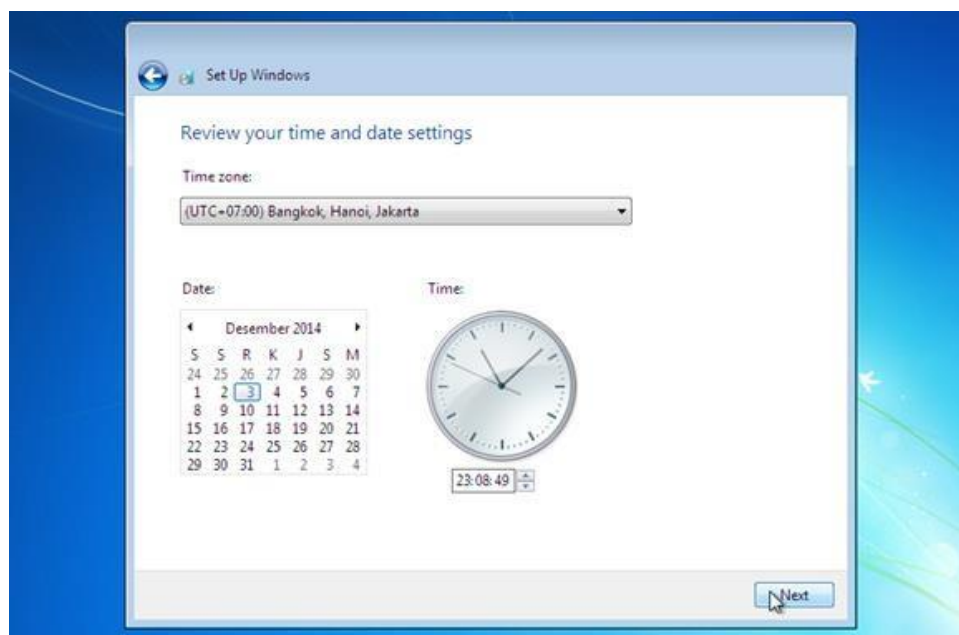 Set Up Windows
Review your time and date settings
Time zone:
(UTC+07:00) Bangkok, Hanoi, Jakarta
Date:
Time:
Desember 2014
S S R K J S M
24 25 26 27 28 29 30
1 2 3 4 5 6 7
8 9 10 11 12 13 14
15 16 17 18 19 20 21
22 23 24 25 26 27 28
29 30 31 1 2 3 4
23:08:49
Next